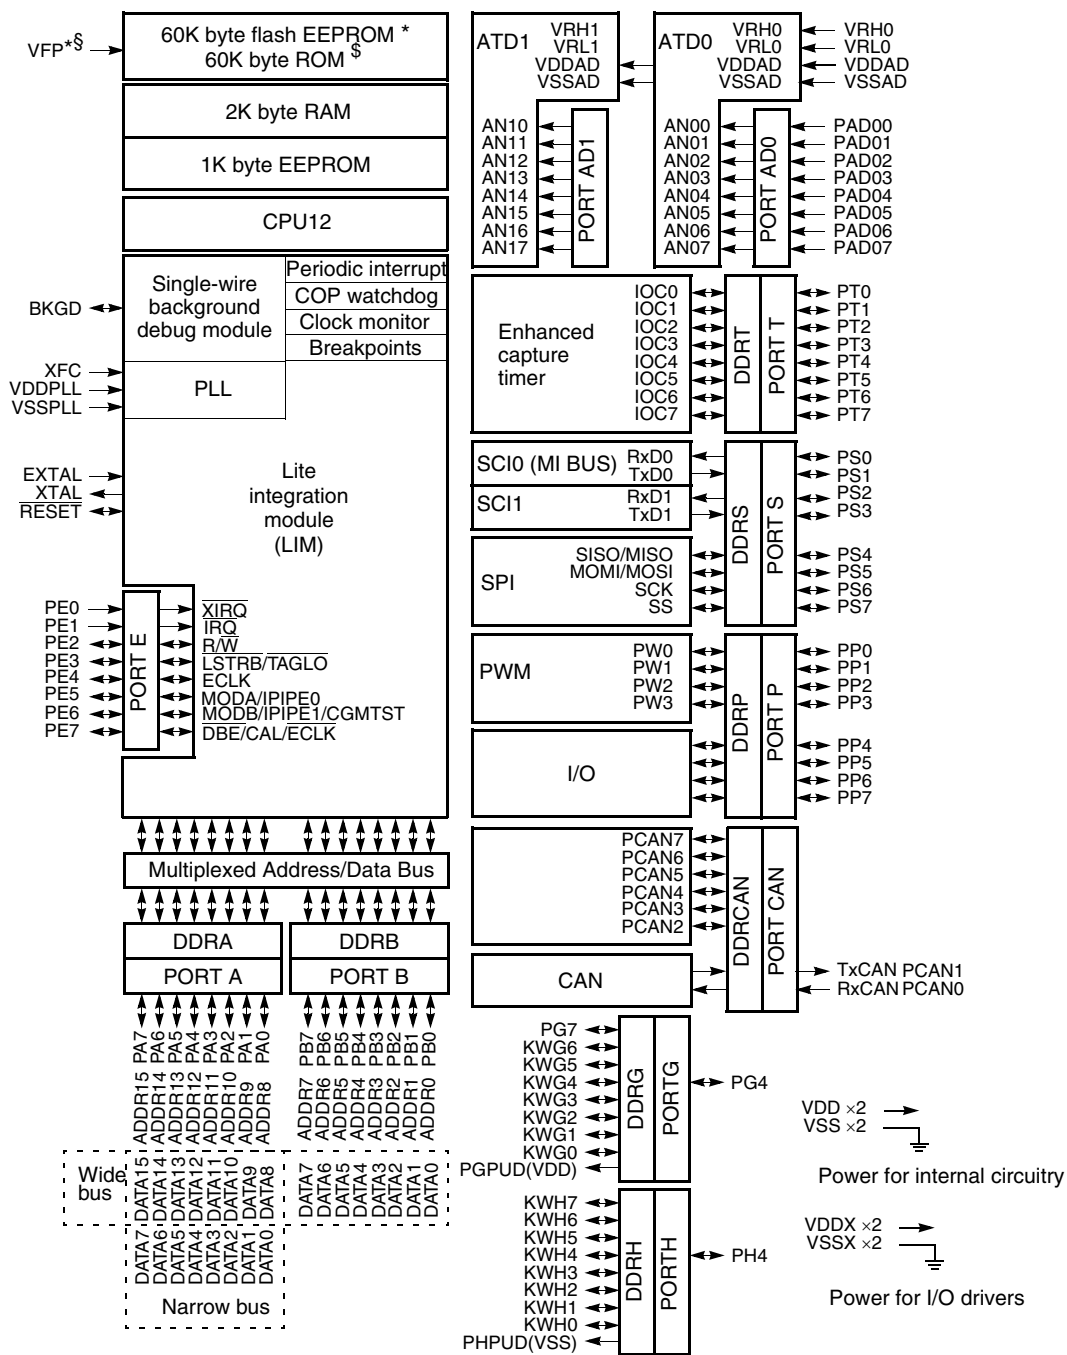 VFP*§
60K byte flash EEPROM *
60K byte ROM $
2K byte RAM
1K byte EEPROM
CPU12
Single-wire
background
debug module
Periodic interrupt
COP watchdog
Clock monitor
Breakpoints
BKGD
XFC
VDDPLL
VSSPLL
PLL
EXTAL
XTAL
RESET
Lite
integration
module
(LIM)
PE0
PE1
PE2
PE3
PE4
PE5
PE6
PE7
PORT E
XIRQ
IRQ
R/W
LSTRB/TAGLO
ECLK
MODA/IPIPE0
MODB/IPIPE1/CGMTST
DBE/CAL/ECLK
Multiplexed Address/Data Bus
DDRA
DDRB
PORT A
PORT B
PA7
PA6
PA5
PA4
PA3
PA2
PA1
PA0
PB7
PB6
PB5
PB4
PB3
PB2
PB1
PB0
ADDR15
ADDR14
ADDR13
ADDR12
ADDR11
ADDR10
ADDR9
ADDR8
ADDR7
ADDR6
ADDR5
ADDR4
ADDR3
ADDR2
ADDR1
ADDR0
Wide
bus
DATA15
DATA14
DATA13
DATA12
DATA11
DATA10
DATA9
DATA8
DATA7
DATA6
DATA5
DATA4
DATA3
DATA2
DATA1
DATA0
DATA7
DATA6
DATA5
DATA4
DATA3
DATA2
DATA1
DATA0
Narrow bus
ATD1
VRH1
VRL1
VDDAD
VSSAD
AN10
AN11
AN12
AN13
AN14
AN15
AN16
AN17
PORT AD1
ATD0
VRH0
VRL0
VDDAD
VSSAD
VRH0
VRL0
VDDAD
VSSAD
AN00
AN01
AN02
AN03
AN04
AN05
AN06
AN07
PORT AD0
PAD00
PAD01
PAD02
PAD03
PAD04
PAD05
PAD06
PAD07
Enhanced
capture
timer
IOC0
IOC1
IOC2
IOC3
IOC4
IOC5
IOC6
IOC7
DDRT
PORT T
PT0
PT1
PT2
PT3
PT4
PT5
PT6
PT7
SCI0 (MI BUS)
RxD0
TxD0
SCI1
RxD1
TxD1
SPI
SISO/MISO
MOMI/MOSI
SCK
SS
DDRS
PORT S
PS0
PS1
PS2
PS3
PS4
PS5
PS6
PS7
PWM
PW0
PW1
PW2
PW3
I/O
DDRP
PORT P
PP0
PP1
PP2
PP3
PP4
PP5
PP6
PP7
PCAN7
PCAN6
PCAN5
PCAN4
PCAN3
PCAN2
CAN
DDRCAN
PORT CAN
TxCAN PCAN1
RxCAN PCAN0
PG7
KWG6
KWG5
KWG4
KWG3
KWG2
KWG1
KWG0
PGPUD(VDD)
DDRG
PORTG
PG4
KWH7
KWH6
KWH5
KWH4
KWH3
KWH2
KWH1
KWH0
PHPUD(VSS)
DDRH
PORTH
PH4
VDD ×2
VSS ×2
Power for internal circuitry
VDDX ×2
VSSX ×2
Power for I/O drivers